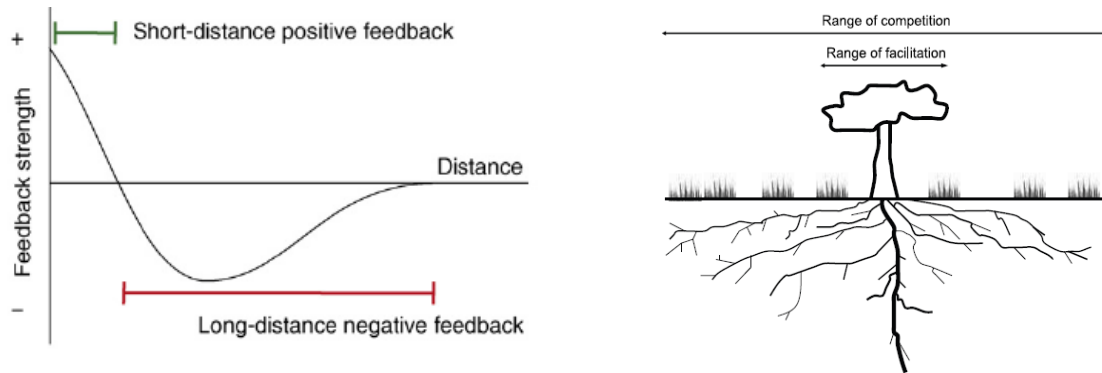 +
Short-distance positive feedback
Feedback strength
Distance
–
Long-distance negative feedback
Range of competition
Range of facilitation